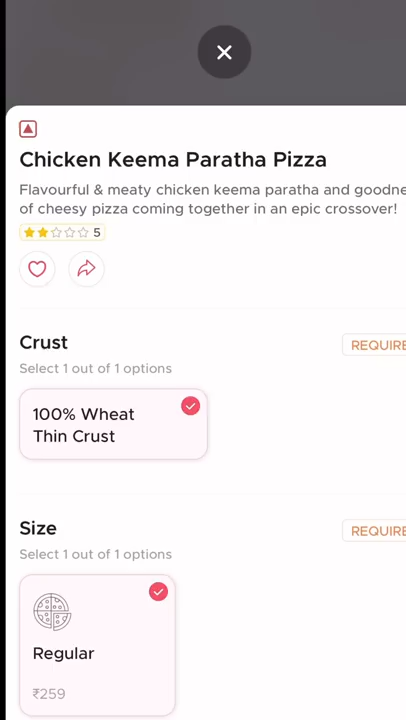 Chicken Keema Paratha Pizza
Flavourful & meaty chicken keema paratha and goodne
of cheesy pizza coming together in an epic crossover!
5
Crust
REQUIRE
Select 1 out of 1 options
100% Wheat
Thin Crust
Size
REQUIRE
Select 1 out of 1 options
Regular
₹259